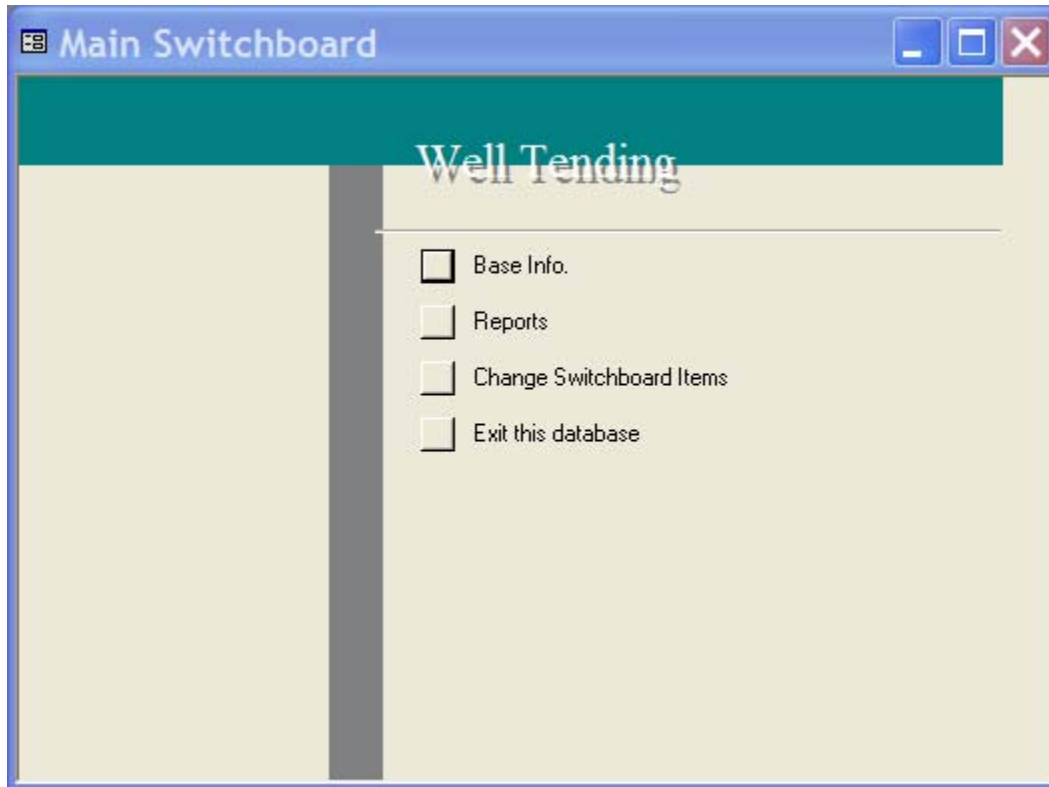 Main Switchboard
Well Tending
Base Info.
Reports
Change Switchboard Items
Exit this database